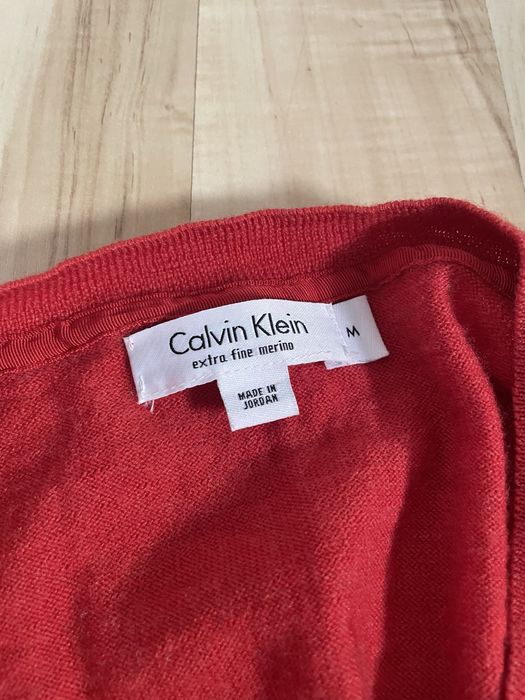 Calvin Klein
extra fine merino
M
MADE IN
JORDAN